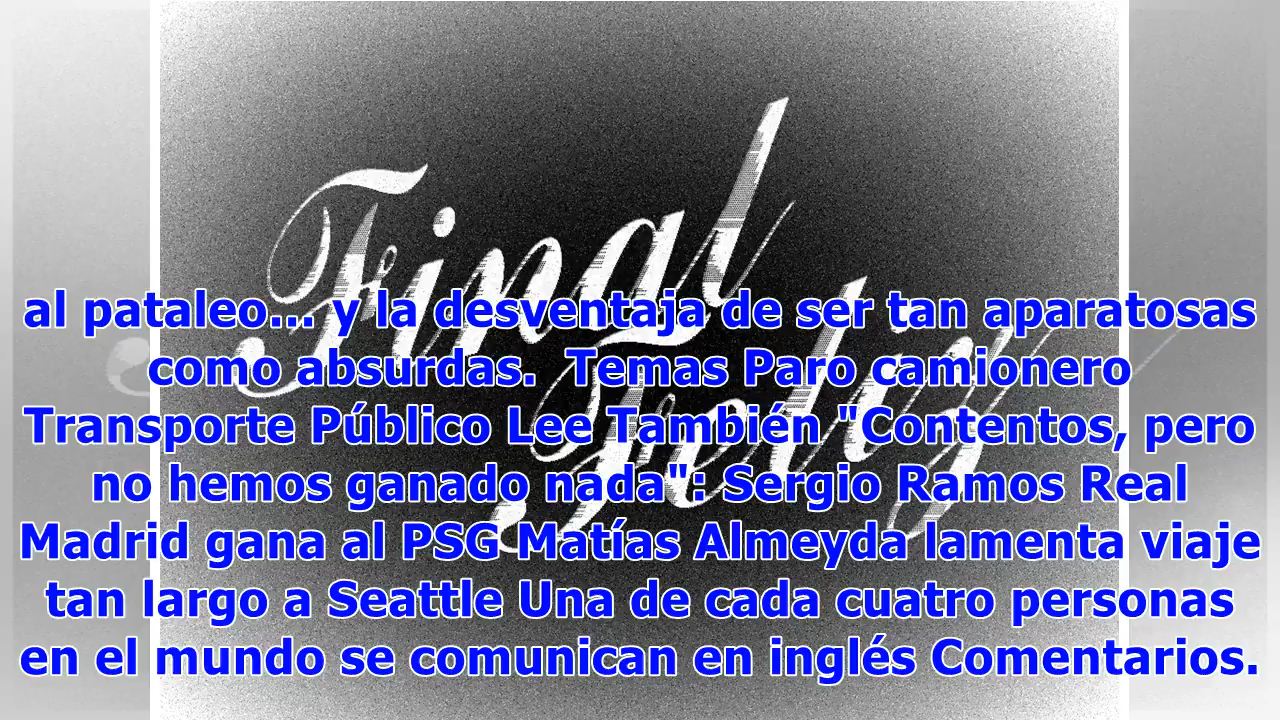 Final
Feliz
al pataleo... y la desventaja de ser tan aparatosas
como absurdas. Temas Paro camionero
Transporte Público Lee También "Contentos, pero
no hemos ganado nada": Sergio Ramos Real
Madrid gana al PSG Matías Almeyda lamenta viaje
tan largo a Seattle Una de cada cuatro personas
en el mundo se comunican en inglés Comentarios.